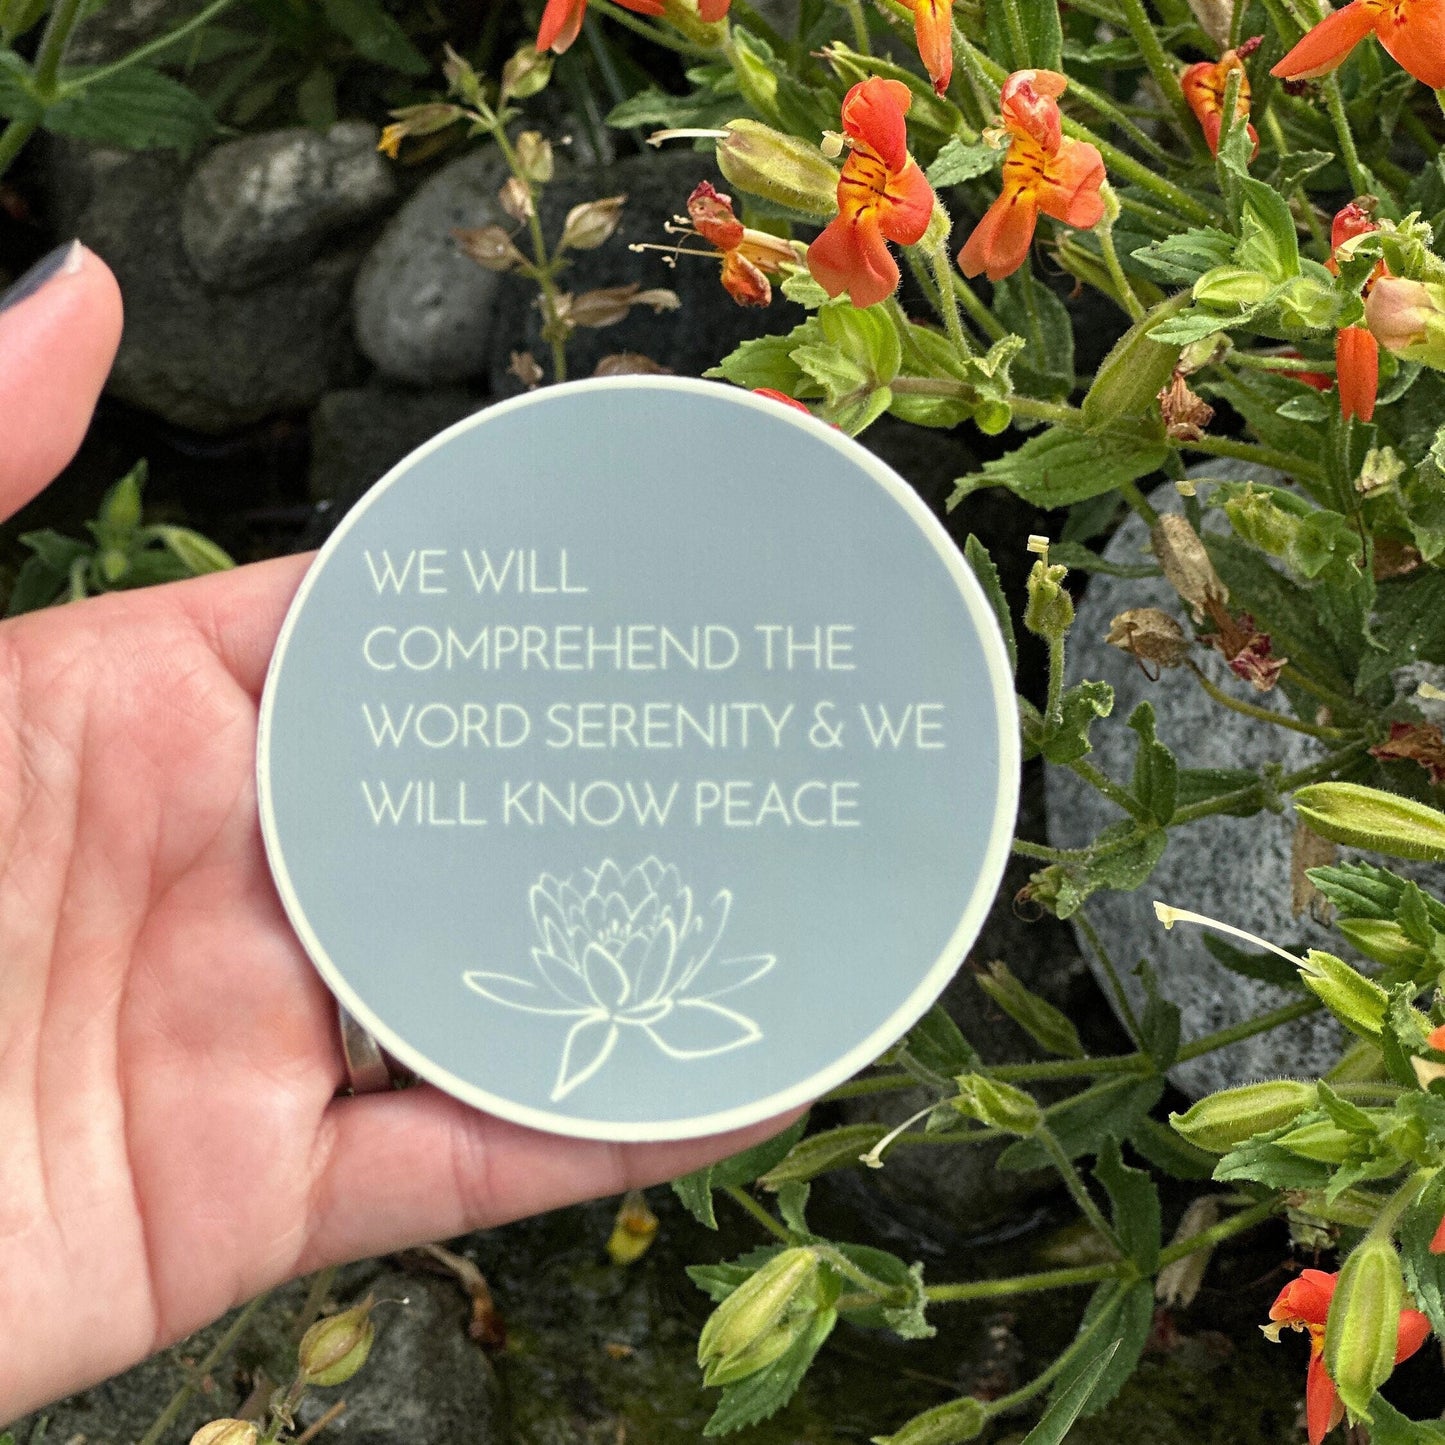 WE WILL
COMPREHEND THE
WORD SERENITY & WE
WILL KNOW PEACE